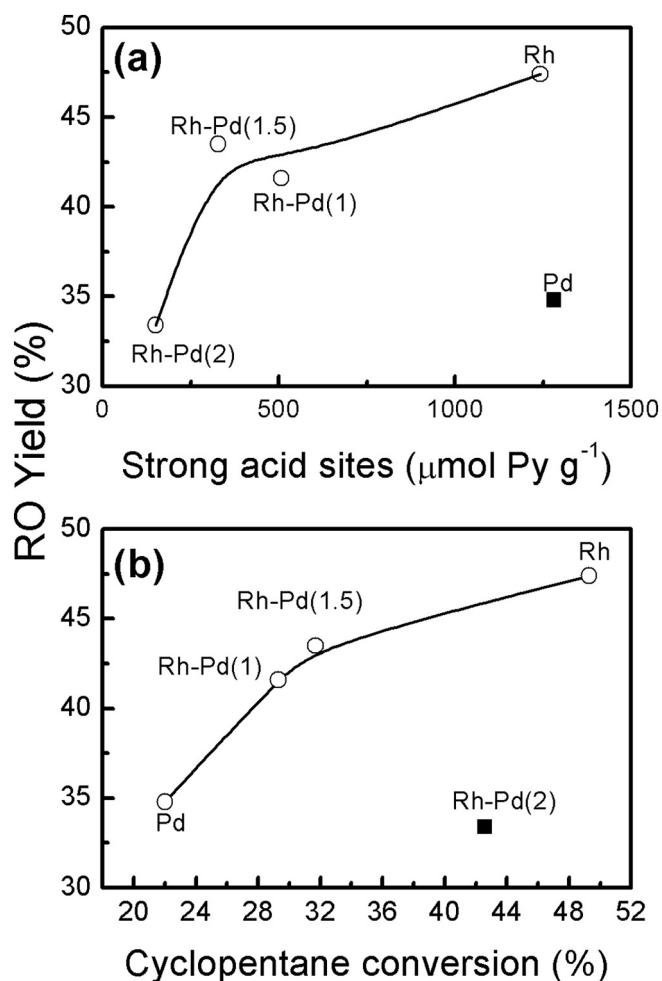 (a)
50
45
40
35
30
Rh
Rh-Pd(1.5)
Rh-Pd(1)
Pd
Rh-Pd(2)
0 500 1000 1500
Strong acid sites (μmol Py g⁻¹)
RO Yield (%)
(b)
50
45
40
35
30
Rh
Rh-Pd(1.5)
Rh-Pd(1)
Pd
Rh-Pd(2)
20 24 28 32 36 40 44 48 52
Cyclopentane conversion (%)